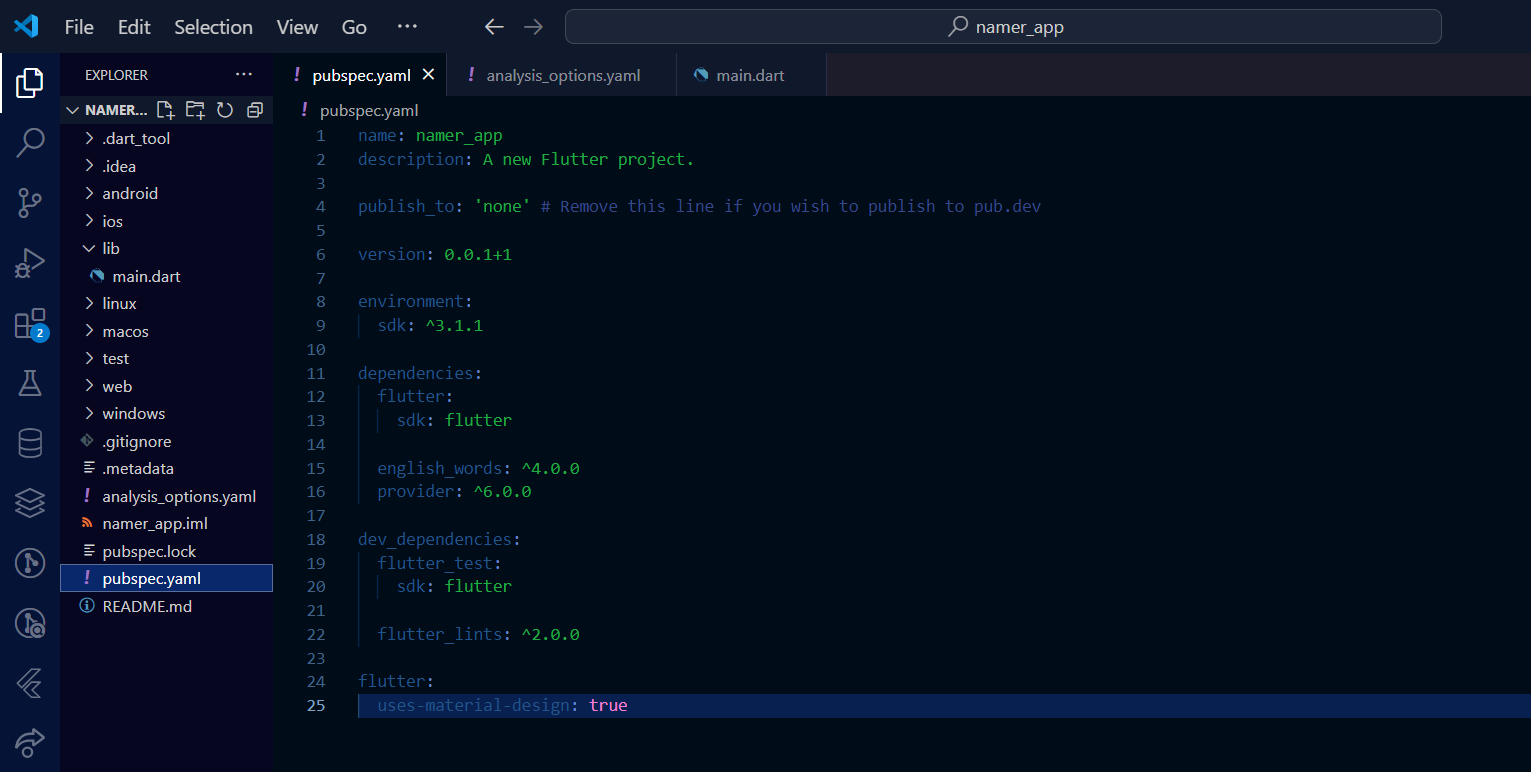 File Edit Selection View Go ···
namer_app
EXPLORER ···
pubspec.yaml
analysis_options.yaml
main.dart
NAMER...
.dart_tool
.idea
android
ios
lib
main.dart
linux
macos
test
web
windows
.gitignore
.metadata
analysis_options.yaml
namer_app.iml
pubspec.lock
pubspec.yaml
README.md
2
! pubspec.yaml
1 name: namer_app
2 description: A new Flutter project.
3
4 publish_to: 'none' # Remove this line if you wish to publish to pub.dev
5
6 version: 0.0.1+1
7
8 environment:
9 sdk: ^3.1.1
10
11 dependencies:
12 flutter:
13 sdk: flutter
14
15 english_words: ^4.0.0
16 provider: ^6.0.0
17
18 dev_dependencies:
19 flutter_test:
20 sdk: flutter
21
22 flutter_lints: ^2.0.0
23
24 flutter:
25 uses-material-design: true